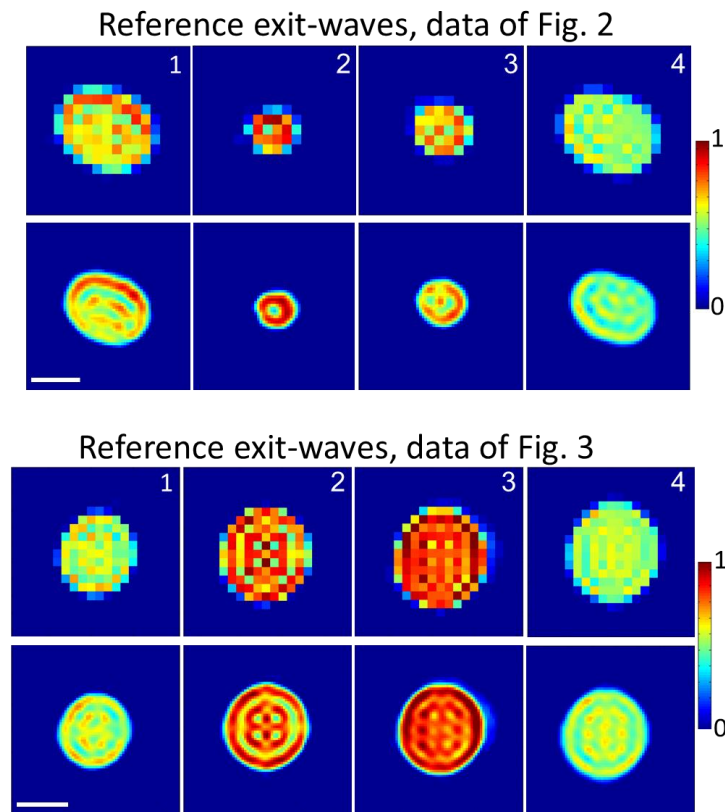 Reference exit-waves, data of Fig. 2
1 2 3 4
1
0
Reference exit-waves, data of Fig. 3
1 2 3 4
1
0